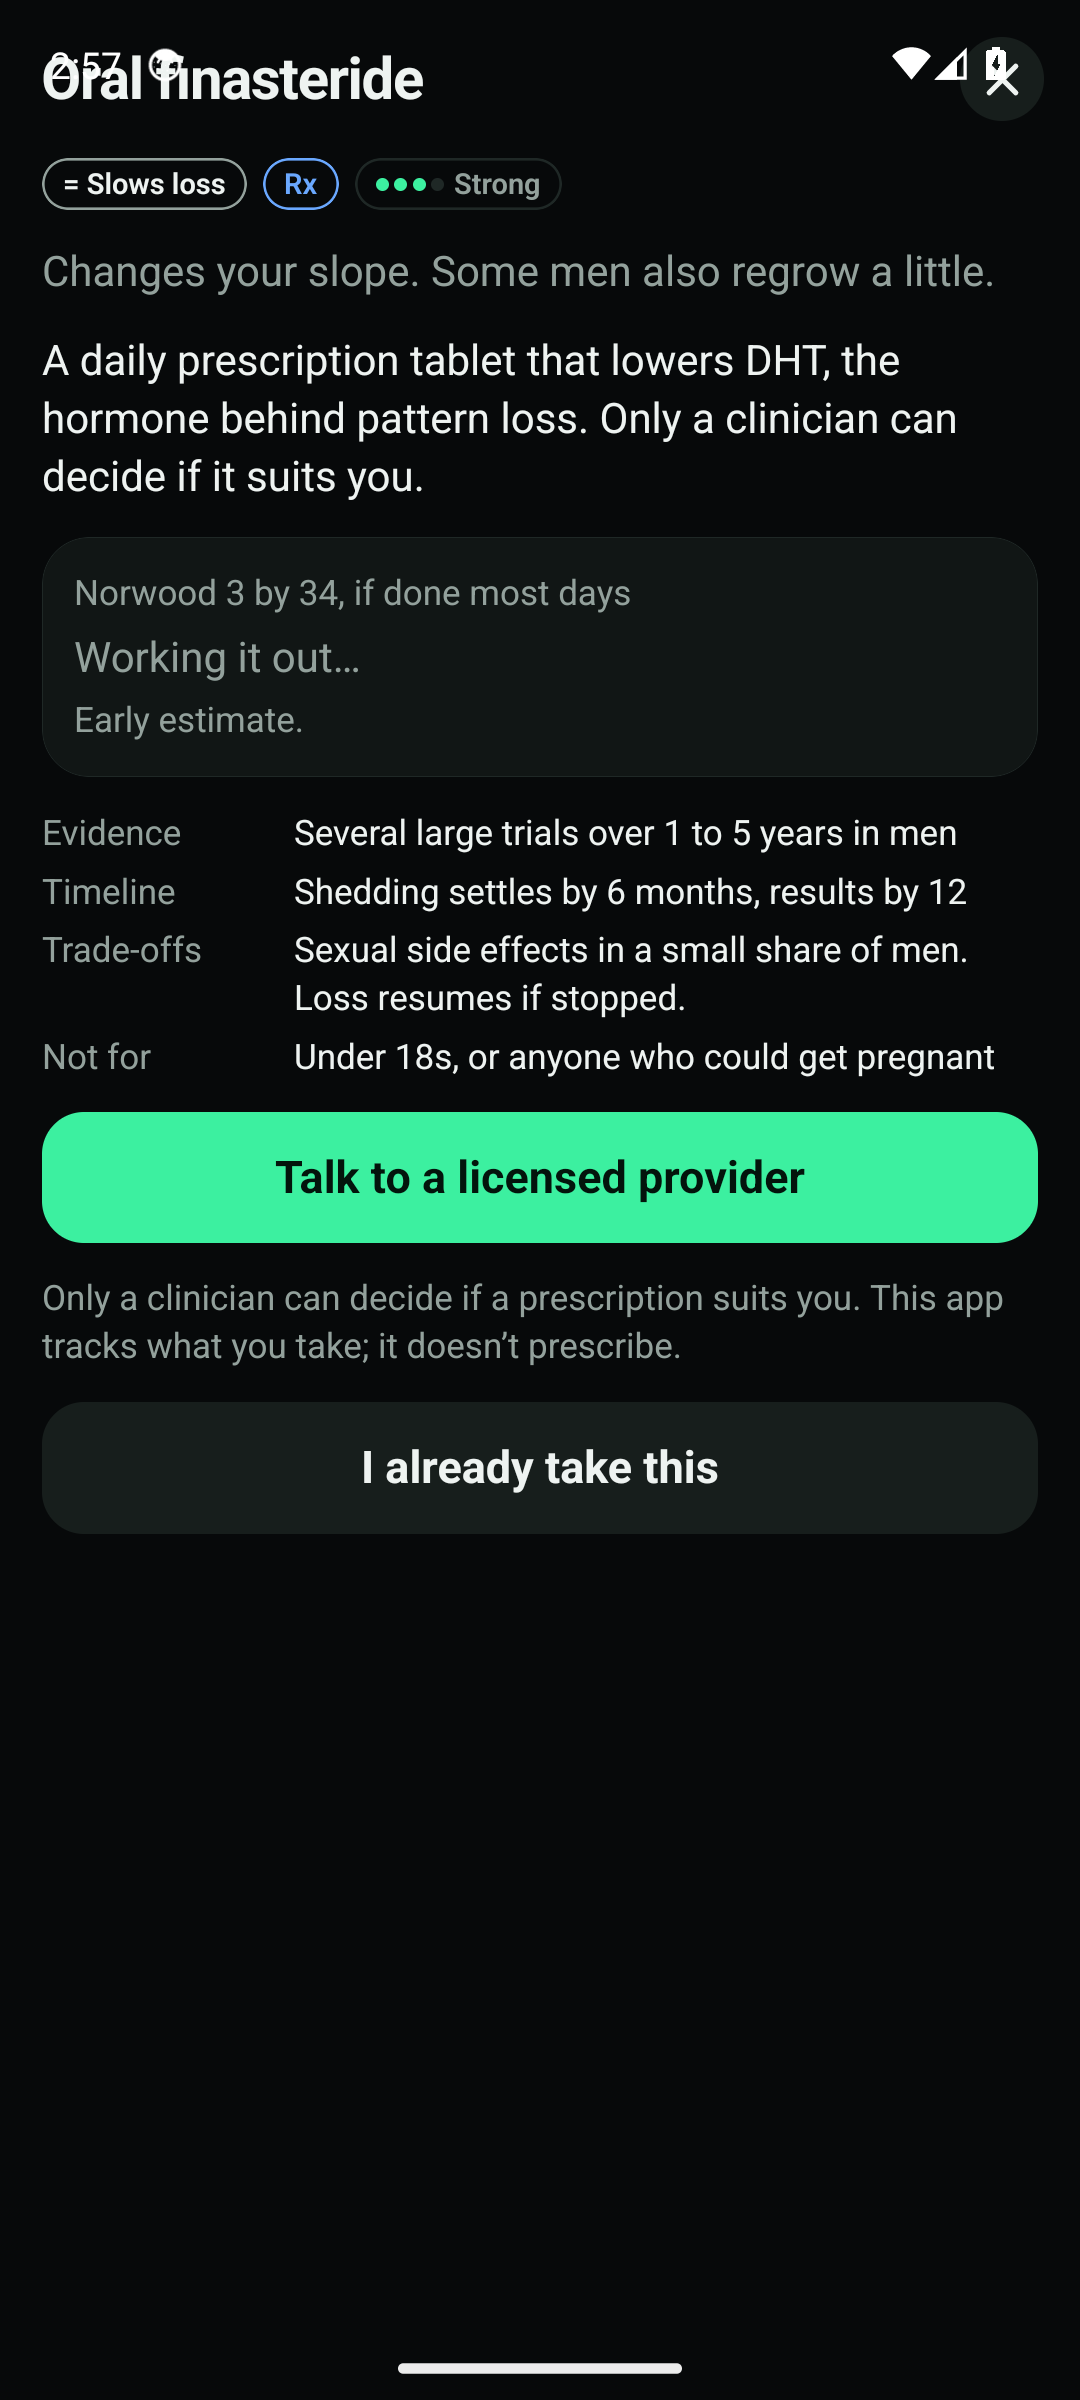 2:57
Oral finasteride
= Slows loss
Rx
Strong
Changes your slope. Some men also regrow a little.
A daily prescription tablet that lowers DHT, the
hormone behind pattern loss. Only a clinician can
decide if it suits you.
Norwood 3 by 34, if done most days
Working it out…
Early estimate.
Evidence Several large trials over 1 to 5 years in men
Timeline Shedding settles by 6 months, results by 12
Trade-offs Sexual side effects in a small share of men.
Loss resumes if stopped.
Not for Under 18s, or anyone who could get pregnant
Talk to a licensed provider
Only a clinician can decide if a prescription suits you. This app
tracks what you take; it doesn’t prescribe.
I already take this